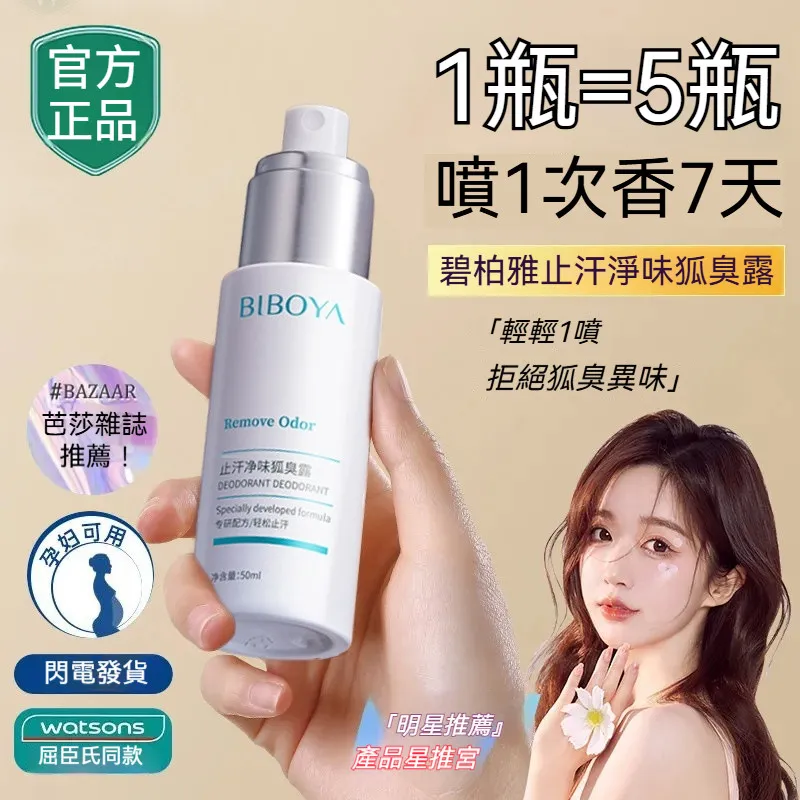 官方
正品
1瓶=5瓶
噴1次香7天
碧柏雅止汗淨味狐臭露
「輕輕1噴
拒絕狐臭異味」
#BAZAAR
芭莎雜誌
推薦！
孕妇可用
閃電發貨
watsons
屈臣氏同款
BIBOYA
Remove Odor
止汗净味狐臭露
DEODORANT DEODORANT
Specially developed formula
专研配方/轻松止汗
净含量:50ml
「明星推薦』
產品星推宮